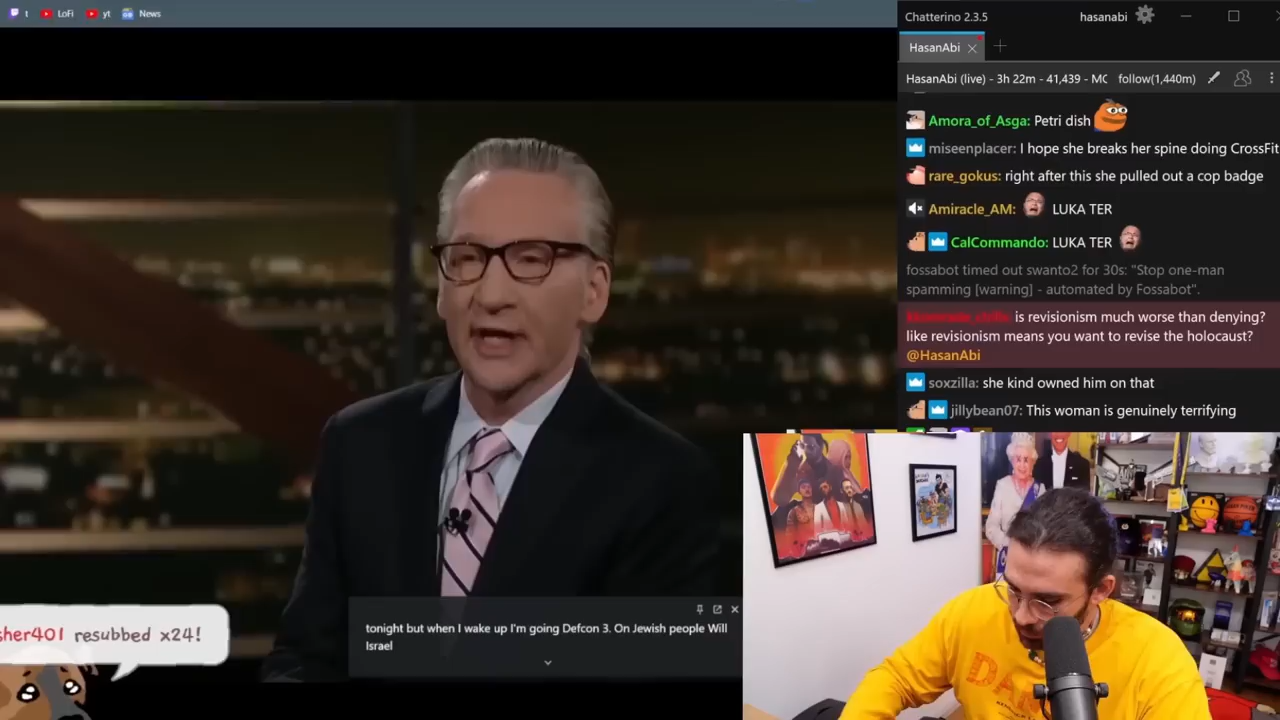 t
LoFi
yt
News
Chatterino 2.3.5
hasanabi
HasanAbi
HasanAbi (live) - 3h 22m - 41,439 - MC
follow(1,440m)
Amora_of_Asga: Petri dish
miseenplacer: I hope she breaks her spine doing CrossFit
rare_gokus: right after this she pulled out a cop badge
Amiracle_AM: LUKA TER
CalCommando: LUKA TER
fossabot timed out swanto2 for 30s: "Stop one-man
spamming [warning] - automated by Fossabot".
is revisionism much worse than denying?
like revisionism means you want to revise the holocaust?
@HasanAbi
soxzilla: she kind owned him on that
jillybean07: This woman is genuinely terrifying
sher401 resubbed x24!
tonight but when I wake up I'm going Defcon 3. On Jewish people Will
Israel